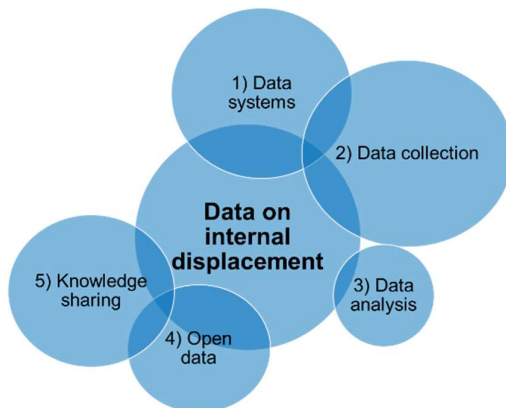 1) Data
systems
2) Data collection
Data on
internal
displacement
3) Data
analysis
4) Open
data
5) Knowledge
sharing